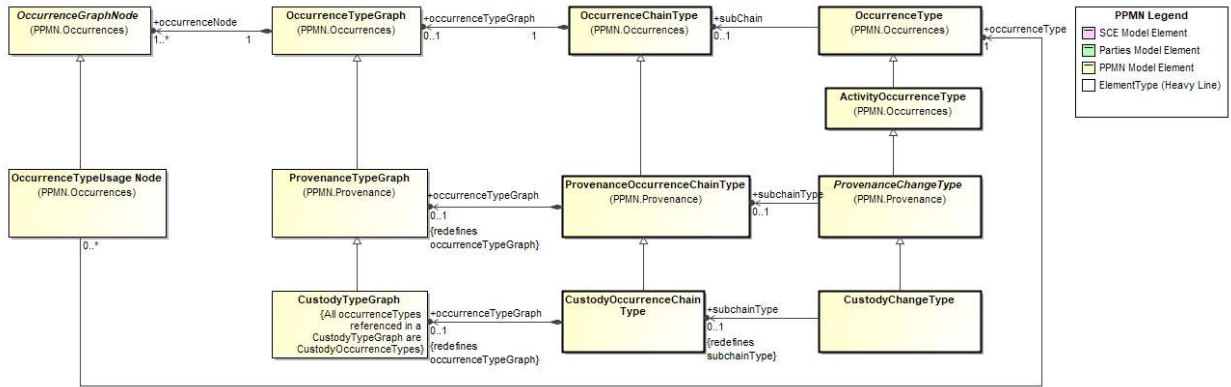 OccurrenceGraphNode
(PPMN.Occurrences)
+occurrenceNode
1..*
1
OccurrenceTypeGraph
(PPMN.Occurrences)
+occurrenceTypeGraph
0..1
1
OccurrenceChainType
(PPMN.Occurrences)
+subChain
0..1
OccurrenceType
(PPMN.Occurrences)
+occurrenceType
1
PPMN Legend
SCE Model Element
Parties Model Element
PPMN Model Element
ElementType (Heavy Line)
ActivityOccurrenceType
(PPMN.Occurrences)
OccurrenceTypeUsage Node
(PPMN.Occurrences)
0..*
ProvenanceTypeGraph
(PPMN.Provenance)
+occurrenceTypeGraph
0..1
{redefines
occurrenceTypeGraph}
ProvenanceOccurrenceChainType
(PPMN.Provenance)
+subchainType
0..1
ProvenanceChangeType
(PPMN.Provenance)
CustodyTypeGraph
{All occurrenceTypes
referenced in a
CustodyTypeGraph are
CustodyOccurrenceTypes}
+occurrenceTypeGraph
0..1
{redefines
occurrenceTypeGraph}
CustodyOccurrenceChain
Type
+subchainType
0..1
{redefines
subchainType}
CustodyChangeType